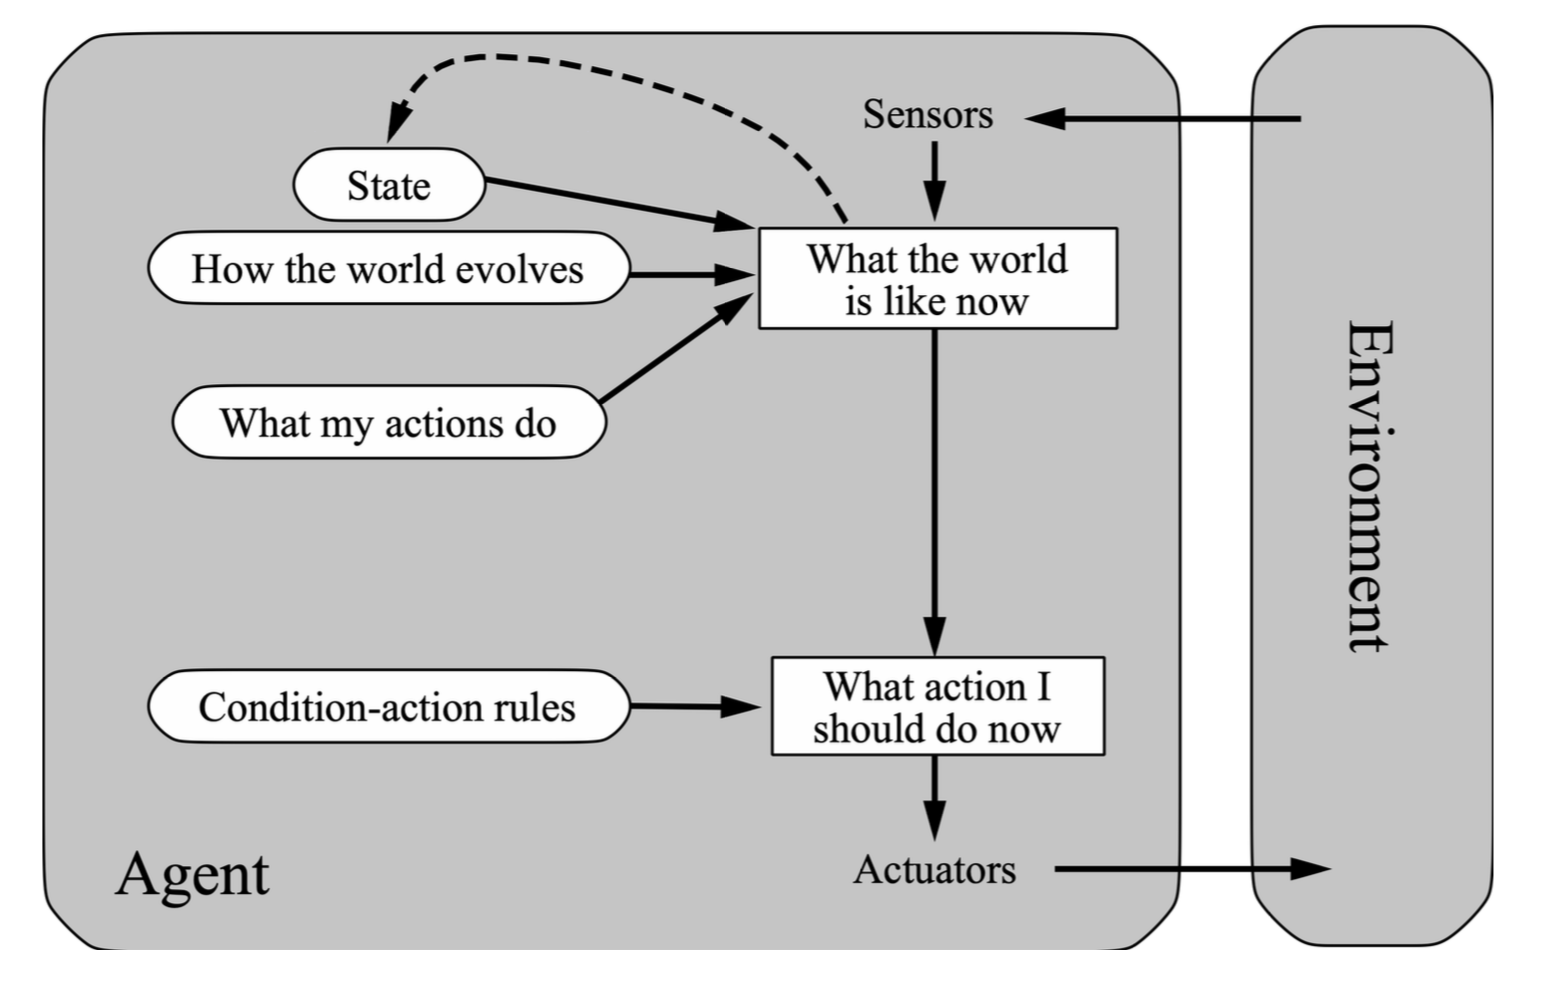 Sensors
State
How the world evolves
What the world
is like now
What my actions do
Condition-action rules
What action I
should do now
Agent
Actuators
Environment